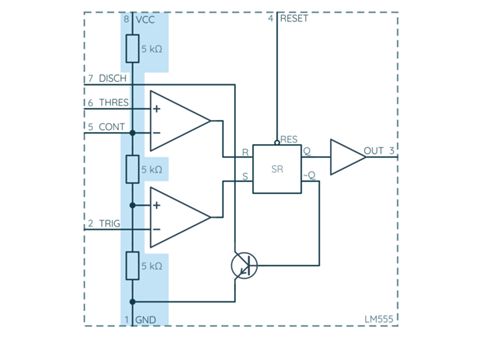 8 VCC
4 RESET
5 kΩ
7 DISCH
6 THRES
+
5 CONT
−
RES
R
Q
OUT 3
SR
5 kΩ
S
~Q
+
2 TRIG
−
5 kΩ
1 GND
LM555